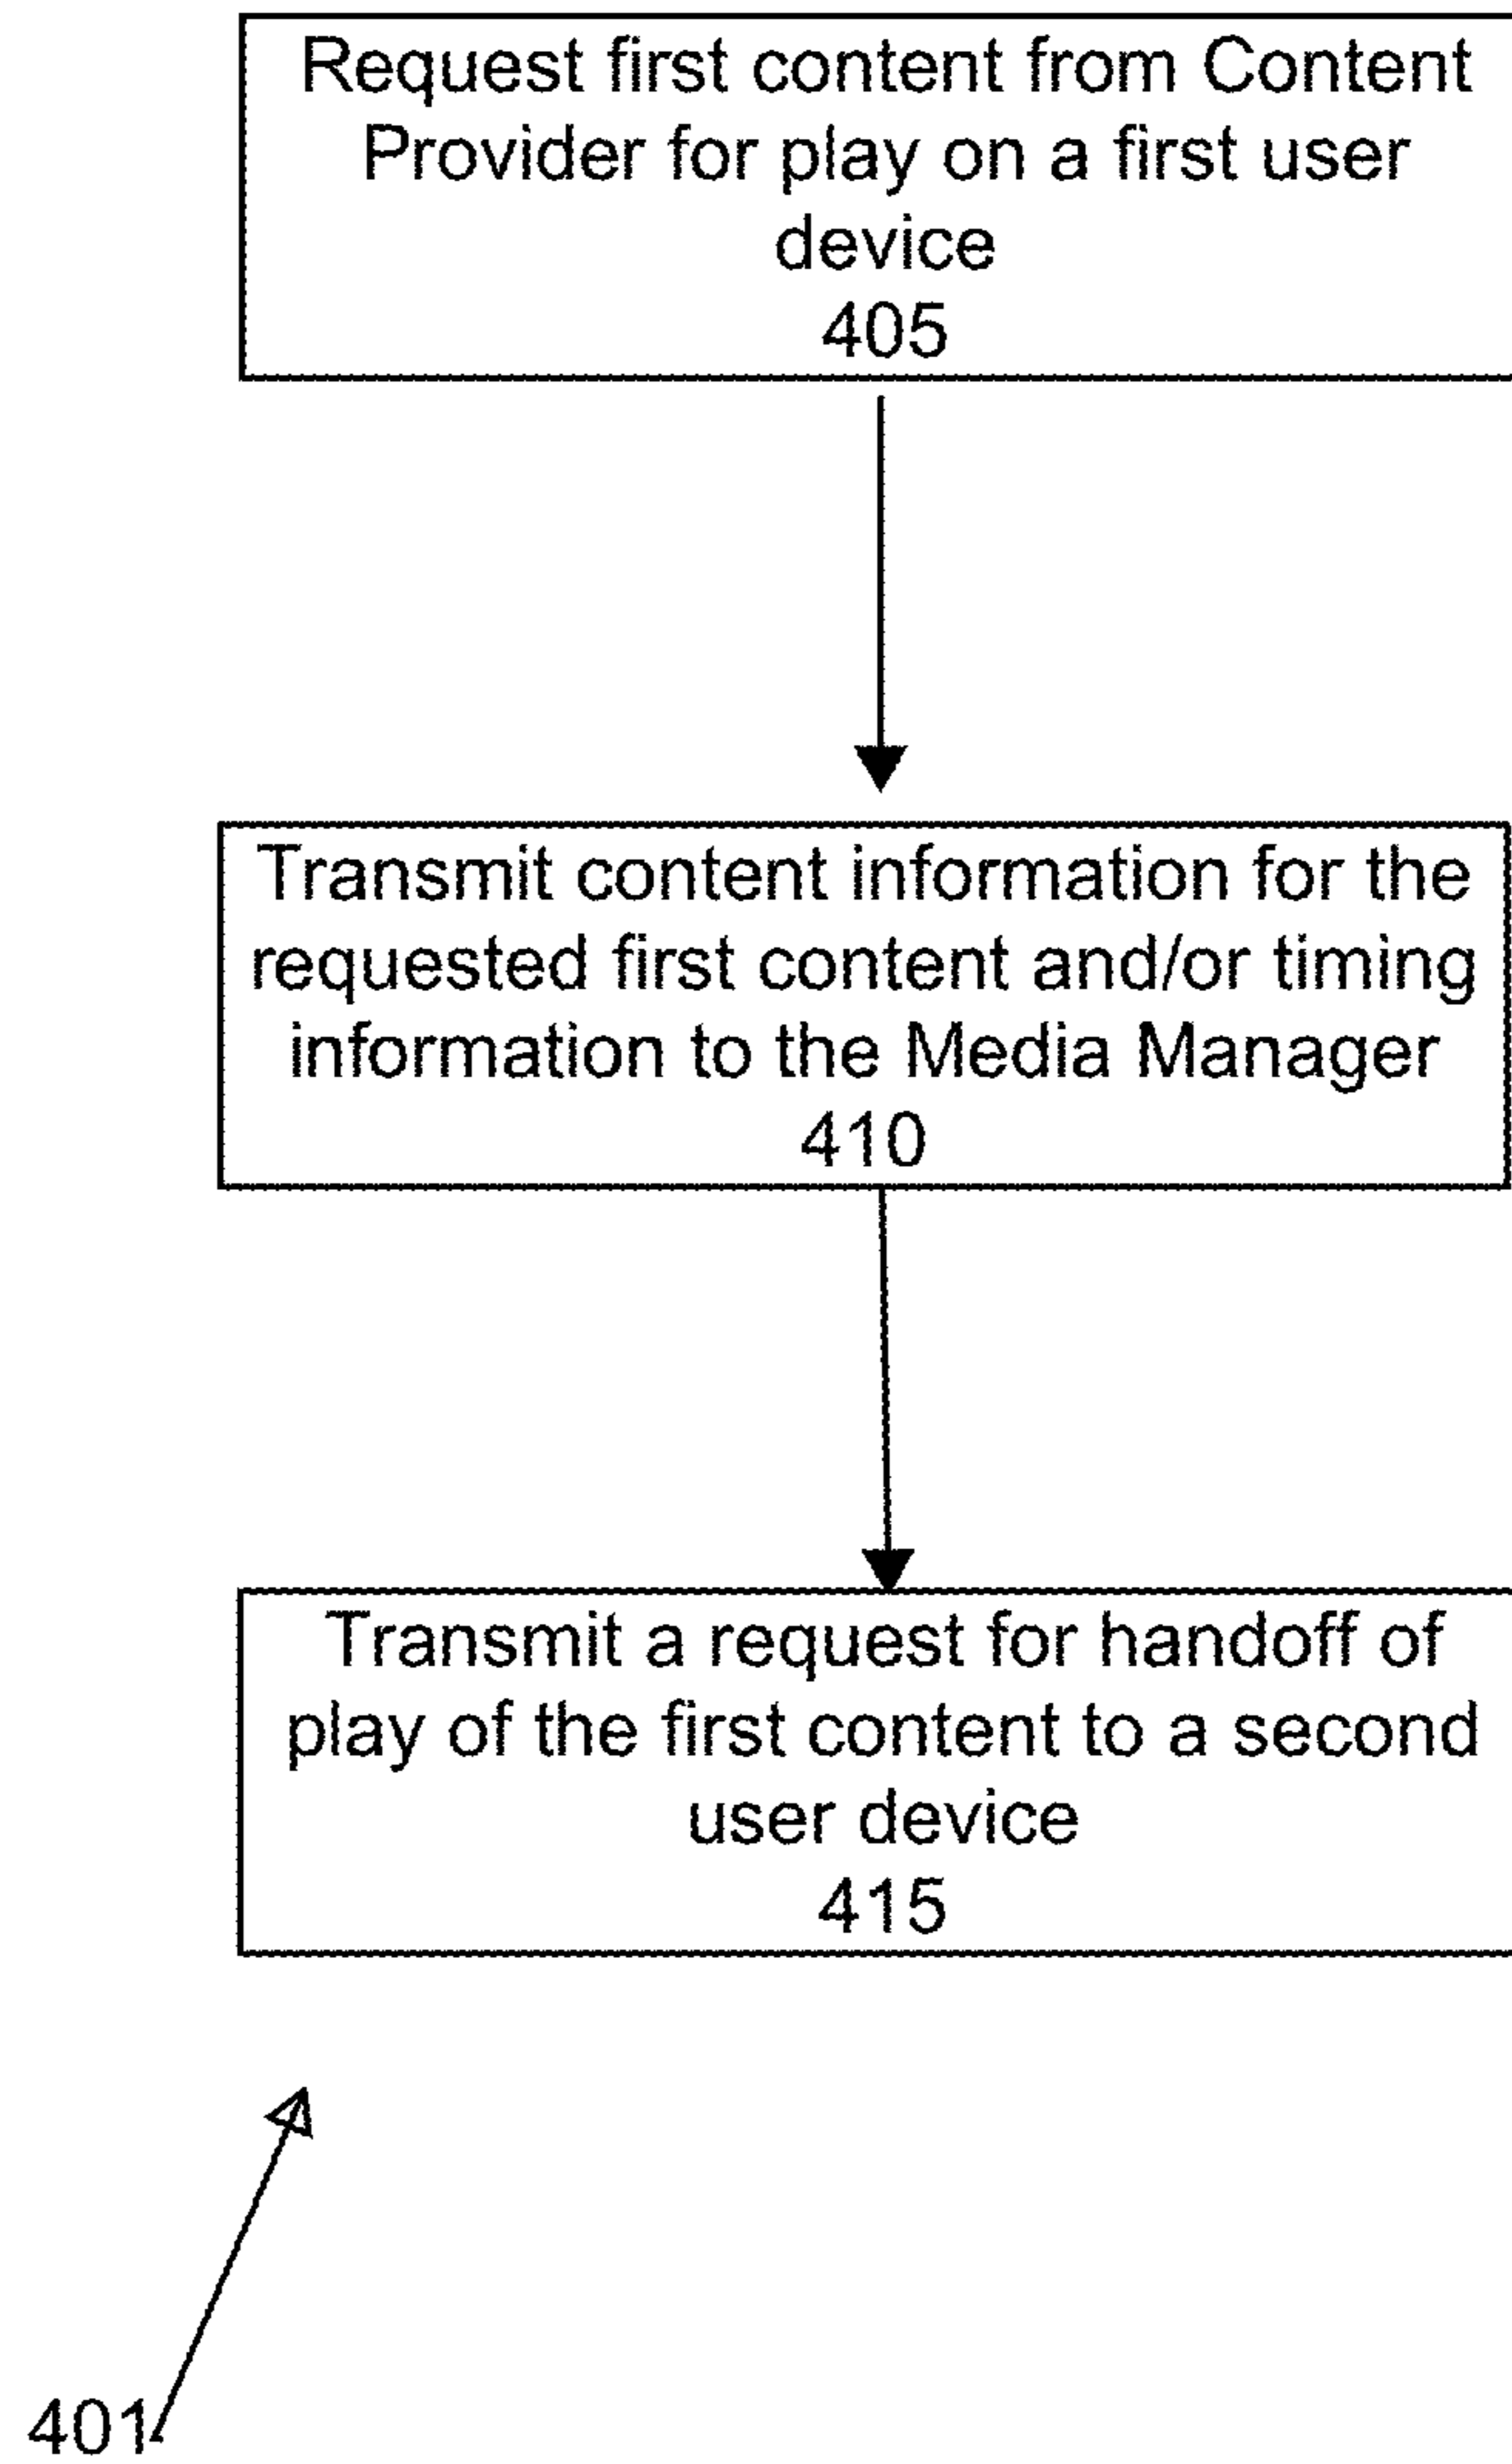 Request first content from Content
Provider for play on a first user
device
405
Transmit content information for the
requested first content and/or timing
information to the Media Manager
410
Transmit a request for handoff of
play of the first content to a second
user device
415
401